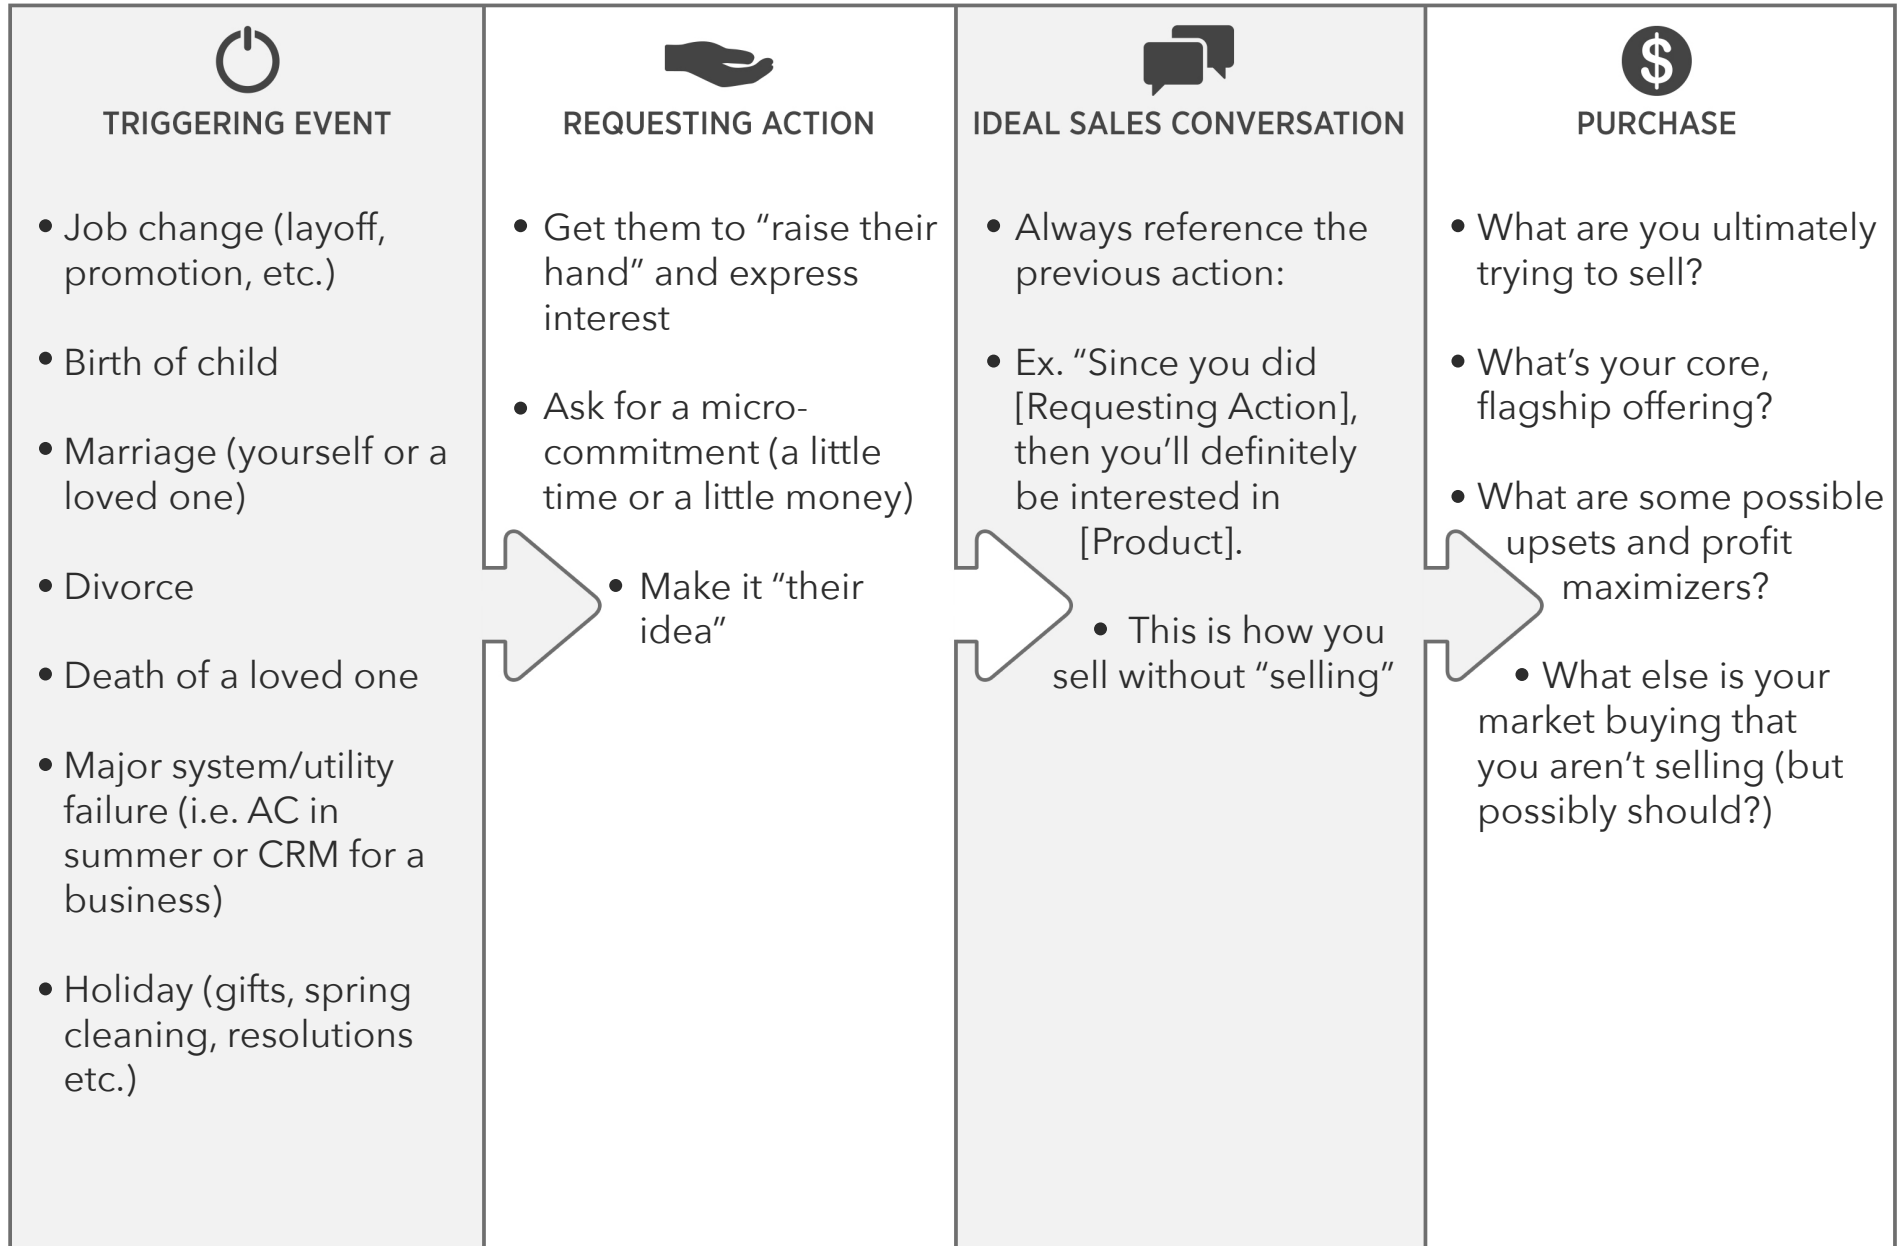 TRIGGERING EVENT
• Job change (layoff,
promotion, etc.)
• Birth of child
• Marriage (yourself or a
loved one)
• Divorce
• Death of a loved one
• Major system/utility
failure (i.e. AC in
summer or CRM for a
business)
• Holiday (gifts, spring
cleaning, resolutions
etc.)
REQUESTING ACTION
• Get them to “raise their
hand” and express
interest
• Ask for a micro-
commitment (a little
time or a little money)
• Make it “their
idea”
IDEAL SALES CONVERSATION
• Always reference the
previous action:
• Ex. “Since you did
[Requesting Action],
then you’ll definitely
be interested in
[Product].
• This is how you
sell without “selling”
PURCHASE
• What are you ultimately
trying to sell?
• What’s your core,
flagship offering?
• What are some possible
upsets and profit
maximizers?
• What else is your
market buying that
you aren’t selling (but
possibly should?)